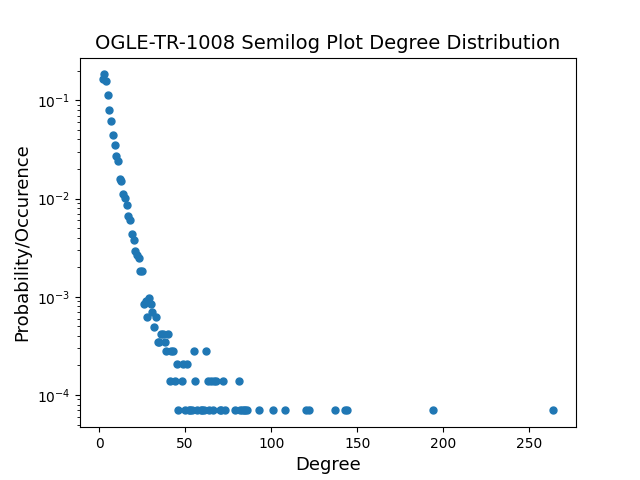 OGLE-TR-1008 Semilog Plot Degree Distribution
Probability/Occurence
10⁻¹
10⁻²
10⁻³
10⁻⁴
0 50 100 150 200 250
Degree